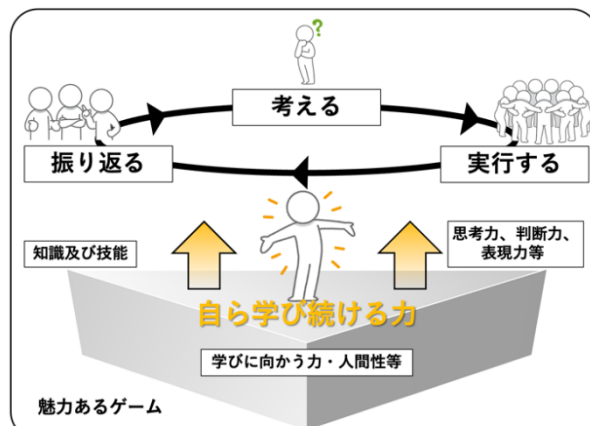 ?
考える
振り返る
実行する
知識及び技能
思考力、判断力、
表現力等
自ら学び続ける力
学びに向かう力・人間性等
魅力あるゲーム